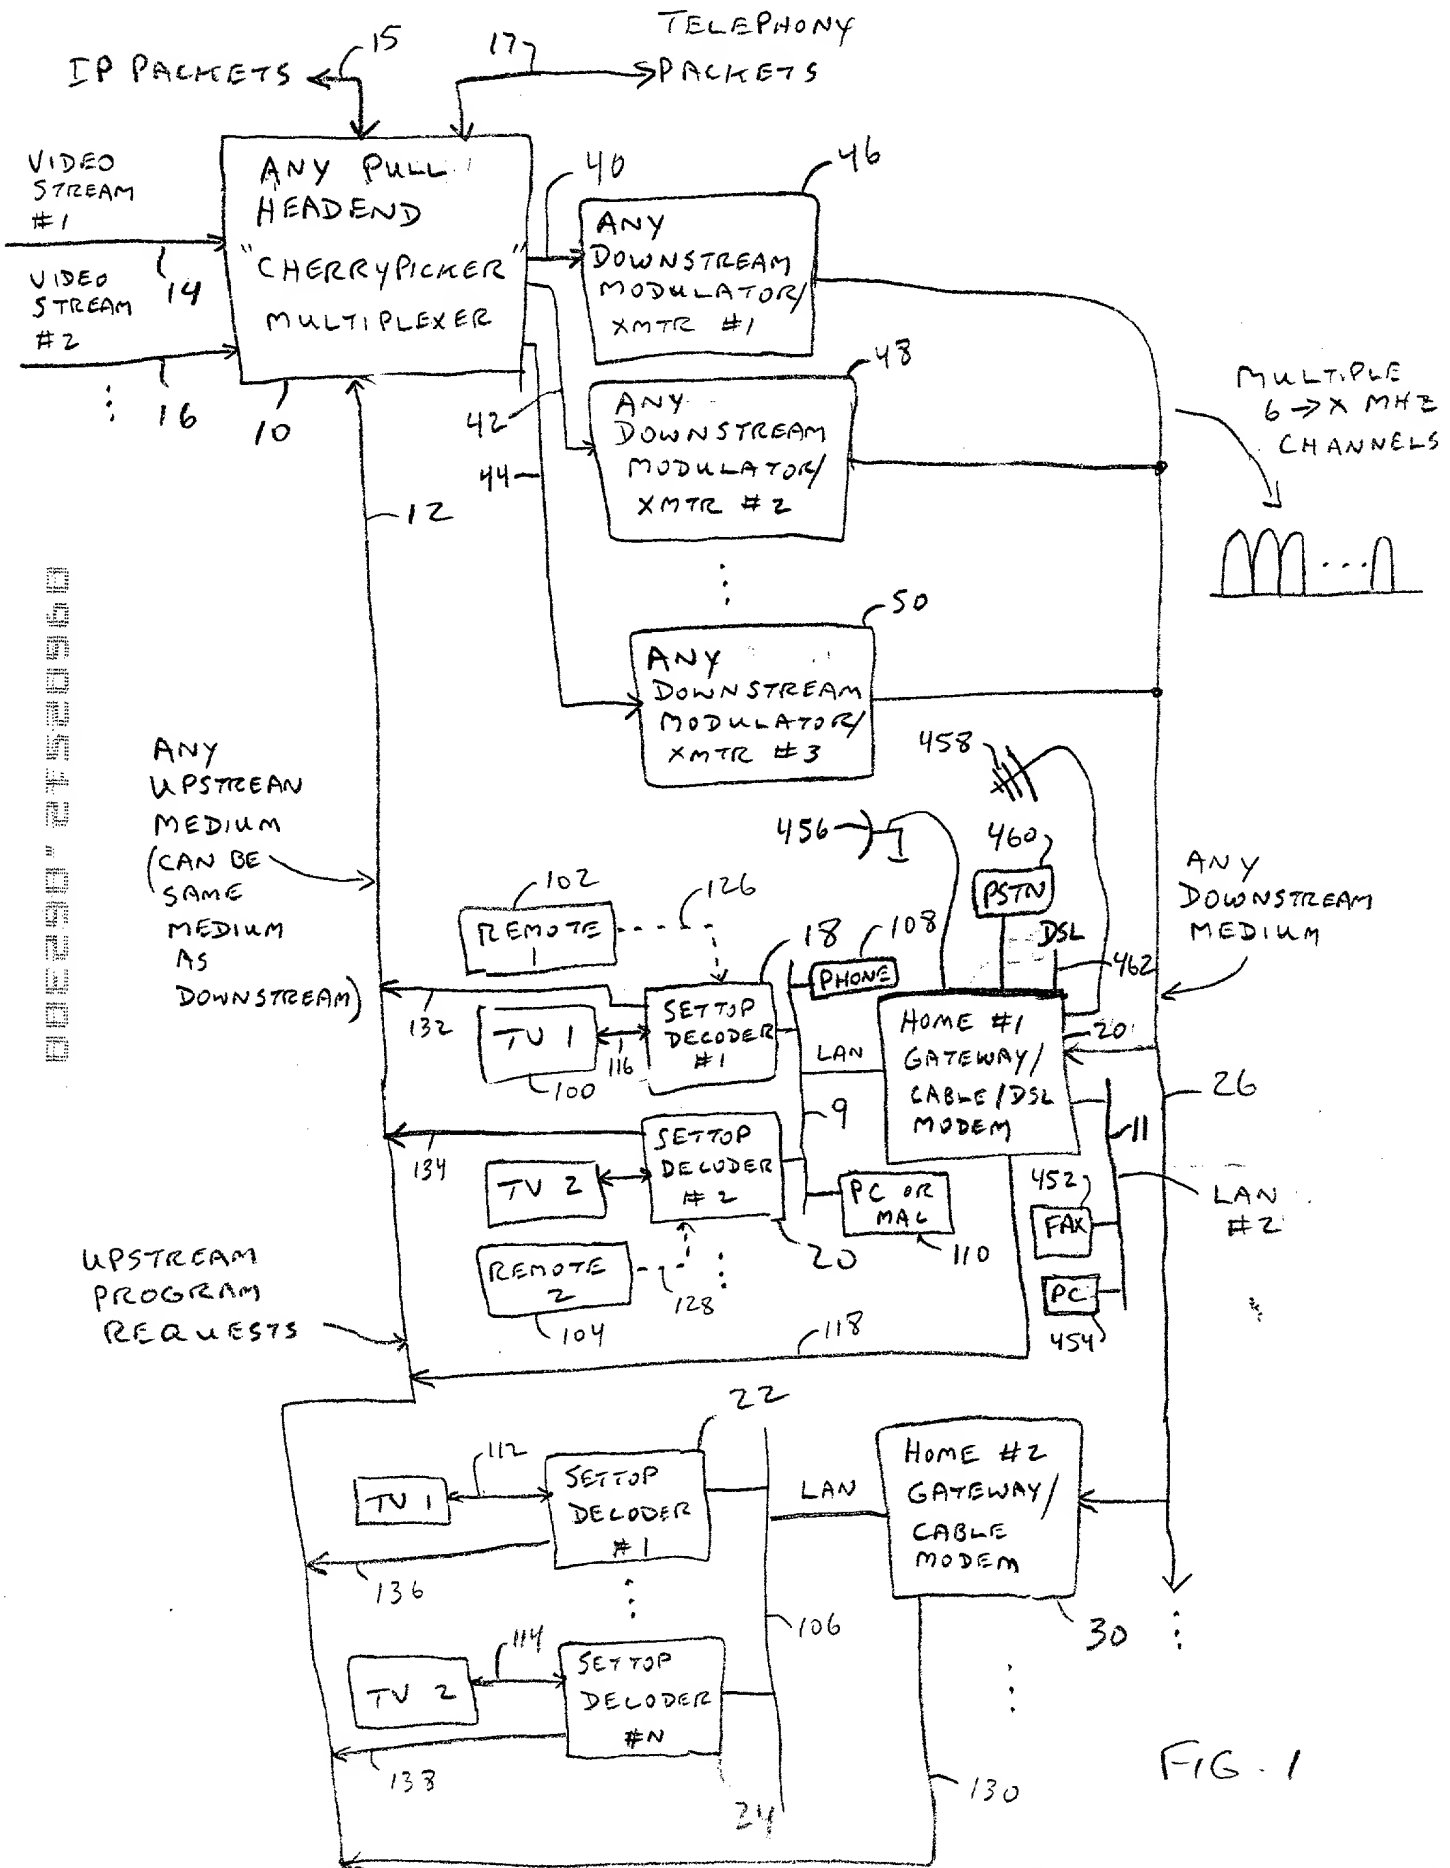 TELEPHONY
IP PACKETS
15
17
PACKETS
VIDEO
STREAM
#1
14
VIDEO
STREAM
#2
16
ANY PULL
HEADEND
"CHERRYPICKER"
MULTIPLEXER
10
12
40
42
44
46
ANY
DOWNSTREAM
MODULATOR/
XMTR #1
48
ANY
DOWNSTREAM
MODULATOR/
XMTR #2
50
ANY
DOWNSTREAM
MODULATOR/
XMTR #3
MULTIPLE
6 → X MHZ
CHANNELS
ANY
UPSTREAN
MEDIUM
(CAN BE
SAME
MEDIUM
AS
DOWNSTREAM)
458
456
460
PSTN
DSL
462
ANY
DOWNSTREAM
MEDIUM
102
REMOTE
1
126
18
108
PHONE
132
TV 1
100
116
SETTOP
DECODER
#1
LAN
9
HOME #1
GATEWAY/
CABLE/DSL
MODEM
20
26
11
134
TV 2
SETTOP
DECODER
#2
20
PC OR
MAC
110
452
FAX
LAN
#2
PC
454
REMOTE
2
104
128
UPSTREAM
PROGRAM
REQUESTS
118
22
112
TV 1
SETTOP
DECODER
#1
136
LAN
HOME #2
GATEWAY/
CABLE
MODEM
30
106
114
TV 2
SETTOP
DECODER
#N
138
24
130
FIG. 1